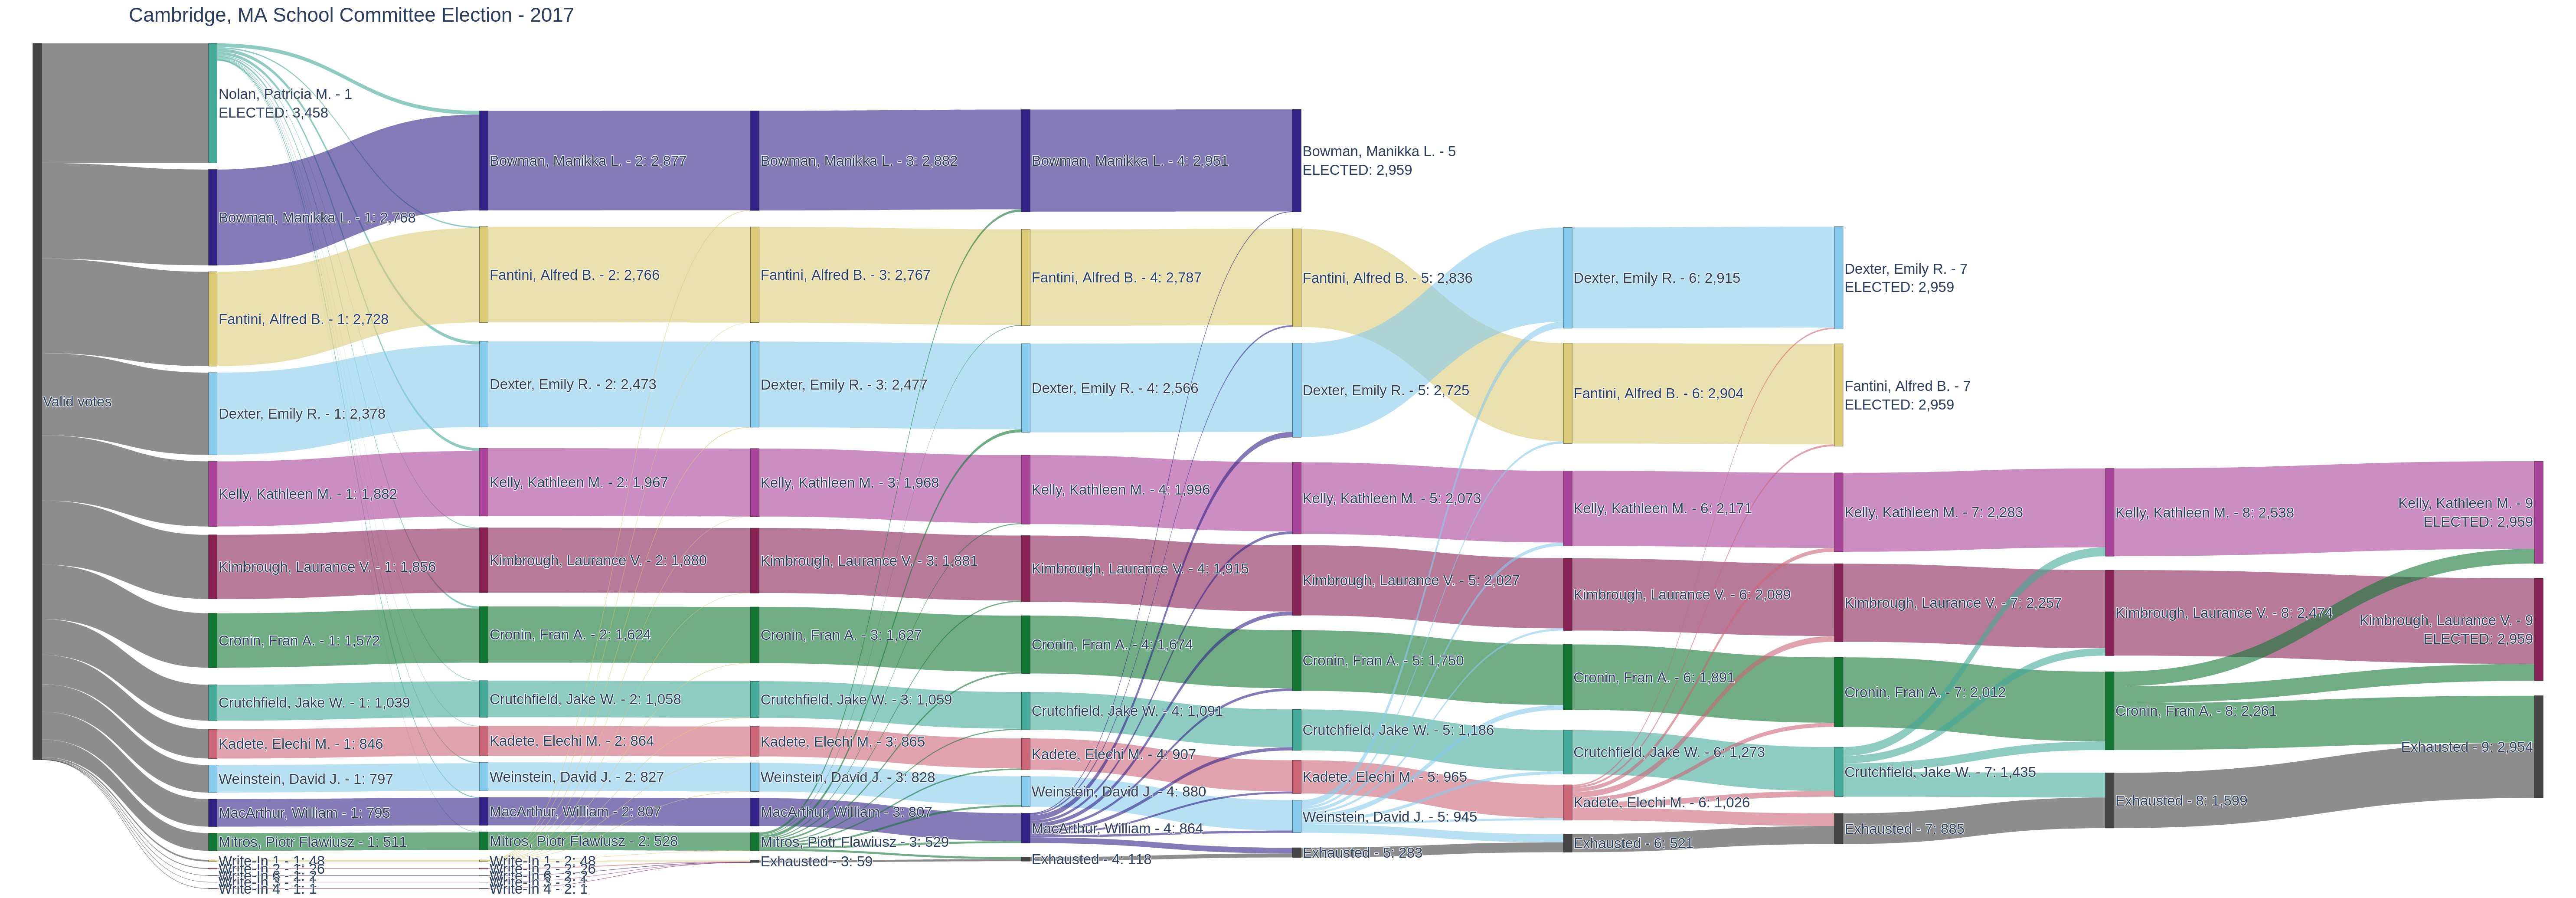 Cambridge, MA School Committee Election - 2017
Valid votes
Nolan, Patricia M. - 1
ELECTED: 3,458
Bowman, Manikka L. - 1: 2,768
Fantini, Alfred B. - 1: 2,728
Dexter, Emily R. - 1: 2,378
Kelly, Kathleen M. - 1: 1,882
Kimbrough, Laurance V. - 1: 1,856
Cronin, Fran A. - 1: 1,572
Crutchfield, Jake W. - 1: 1,039
Kadete, Elechi M. - 1: 846
Weinstein, David J. - 1: 797
MacArthur, William - 1: 795
Mitros, Piotr Flawiusz - 1: 511
Write-In 1 - 1: 48
Write-In 2 - 1: 26
Write-In 4 - 1: 1
Bowman, Manikka L. - 2: 2,877
Fantini, Alfred B. - 2: 2,766
Dexter, Emily R. - 2: 2,473
Kelly, Kathleen M. - 2: 1,967
Kimbrough, Laurance V. - 2: 1,880
Cronin, Fran A. - 2: 1,624
Crutchfield, Jake W. - 2: 1,058
Kadete, Elechi M. - 2: 864
Weinstein, David J. - 2: 827
MacArthur, William - 2: 807
Mitros, Piotr Flawiusz - 2: 528
Write-In 1 - 2: 48
Write-In 2 - 2: 26
Write-In 4 - 2: 1
Bowman, Manikka L. - 3: 2,882
Fantini, Alfred B. - 3: 2,767
Dexter, Emily R. - 3: 2,477
Kelly, Kathleen M. - 3: 1,968
Kimbrough, Laurance V. - 3: 1,881
Cronin, Fran A. - 3: 1,627
Crutchfield, Jake W. - 3: 1,059
Kadete, Elechi M. - 3: 865
Weinstein, David J. - 3: 828
MacArthur, William - 3: 807
Mitros, Piotr Flawiusz - 3: 529
Exhausted - 3: 59
Bowman, Manikka L. - 4: 2,951
Fantini, Alfred B. - 4: 2,787
Dexter, Emily R. - 4: 2,566
Kelly, Kathleen M. - 4: 1,996
Kimbrough, Laurance V. - 4: 1,915
Cronin, Fran A. - 4: 1,674
Crutchfield, Jake W. - 4: 1,091
Kadete, Elechi M. - 4: 907
Weinstein, David J. - 4: 880
MacArthur, William - 4: 864
Exhausted - 4: 118
Bowman, Manikka L. - 5
ELECTED: 2,959
Fantini, Alfred B. - 5: 2,836
Dexter, Emily R. - 5: 2,725
Kelly, Kathleen M. - 5: 2,073
Kimbrough, Laurance V. - 5: 2,027
Cronin, Fran A. - 5: 1,750
Crutchfield, Jake W. - 5: 1,186
Kadete, Elechi M. - 5: 965
Weinstein, David J. - 5: 945
Exhausted - 5: 283
Dexter, Emily R. - 6: 2,915
Fantini, Alfred B. - 6: 2,904
Kelly, Kathleen M. - 6: 2,171
Kimbrough, Laurance V. - 6: 2,089
Cronin, Fran A. - 6: 1,891
Crutchfield, Jake W. - 6: 1,273
Kadete, Elechi M. - 6: 1,026
Exhausted - 6: 521
Dexter, Emily R. - 7
ELECTED: 2,959
Fantini, Alfred B. - 7
ELECTED: 2,959
Kelly, Kathleen M. - 7: 2,283
Kimbrough, Laurance V. - 7: 2,257
Cronin, Fran A. - 7: 2,012
Crutchfield, Jake W. - 7: 1,435
Exhausted - 7: 885
Kelly, Kathleen M. - 8: 2,538
Kimbrough, Laurance V. - 8: 2,474
Cronin, Fran A. - 8: 2,261
Exhausted - 8: 1,599
Kelly, Kathleen M. - 9
ELECTED: 2,959
Kimbrough, Laurance V. - 9
ELECTED: 2,959
Exhausted - 9: 2,954